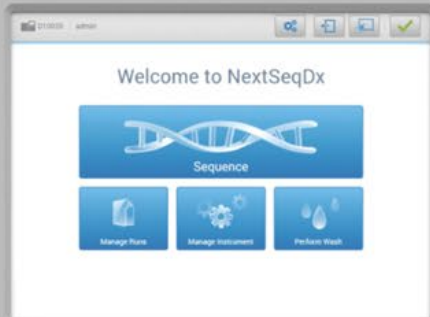 admin
Welcome to NextSeqDx
Sequence
Manage Runs
Manage Instrument
Perform Wash